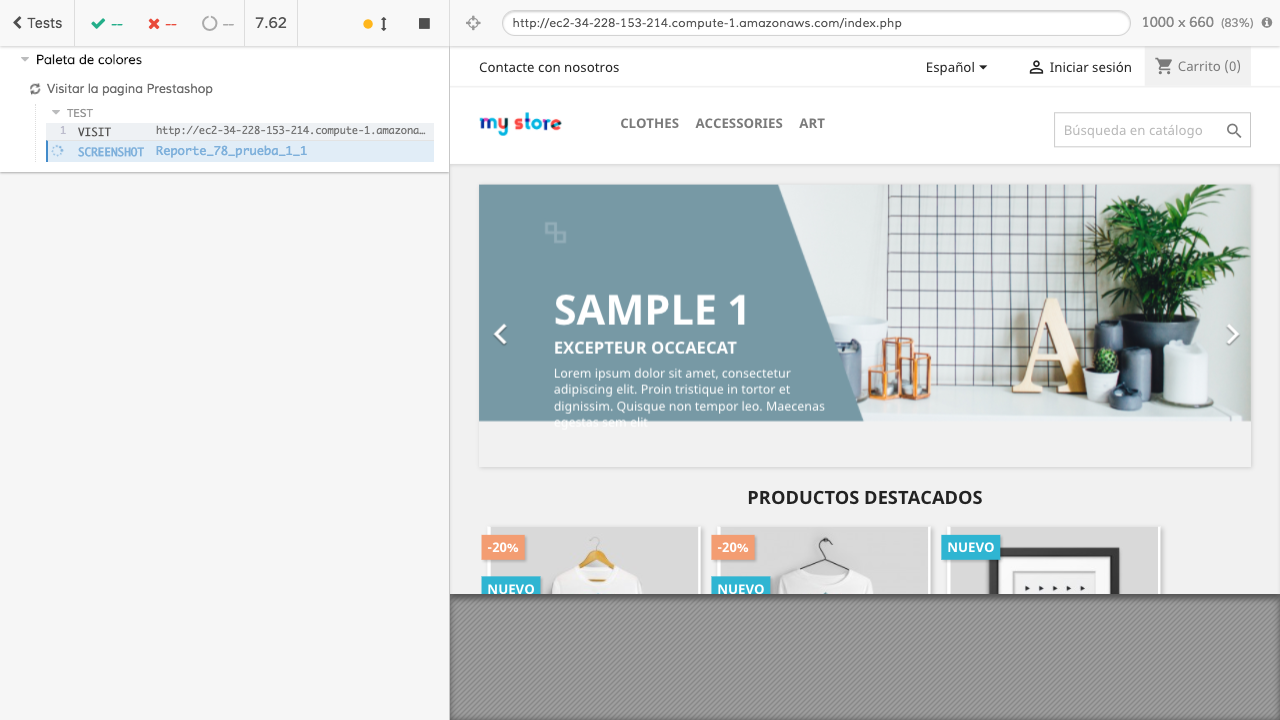 Tests
--
--
--
7.62
http://ec2-34-228-153-214.compute-1.amazonaws.com/index.php
1000 x 660 (83%)
Paleta de colores
Visitar la pagina Prestashop
TEST
1 VISIT http://ec2-34-228-153-214.compute-1.amazona...
SCREENSHOT Reporte_78_prueba_1_1
Contacte con nosotros
Español
Iniciar sesión
Carrito (0)
my store
CLOTHES
ACCESSORIES
ART
Búsqueda en catálogo
SAMPLE 1
EXCEPTEUR OCCAECAT
Lorem ipsum dolor sit amet, consectetur
adipiscing elit. Proin tristique in tortor et
dignissim. Quisque non tempor leo. Maecenas
egestas sem elit
A
PRODUCTOS DESTACADOS
-20%
NUEVO
-20%
NUEVO
NUEVO